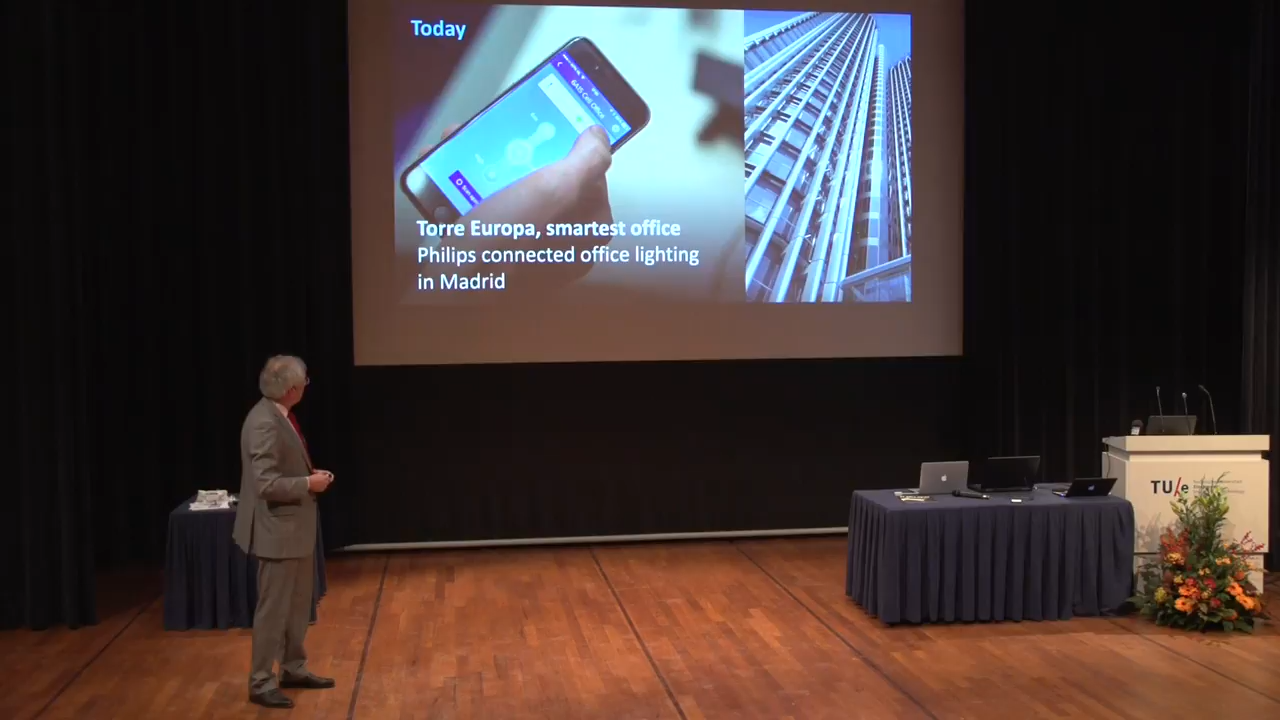 Today
Torre Europa, smartest office
Philips connected office lighting
in Madrid
TU/e